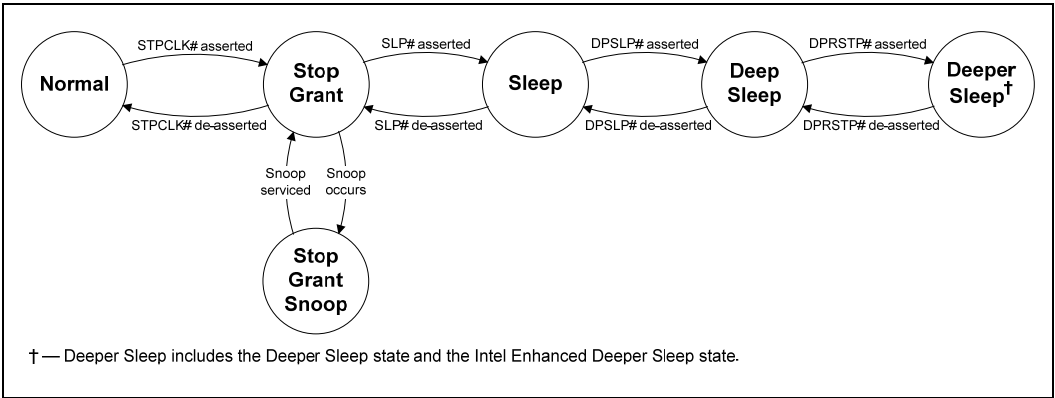 STPCLK# asserted
SLP# asserted
DPSLP# asserted
DPRSTP# asserted
Normal
Stop
Grant
Sleep
Deep
Sleep
Deeper
Sleep†
STPCLK# de-asserted
SLP# de-asserted
DPSLP# de-asserted
DPRSTP# de-asserted
Snoop
serviced
Snoop
occurs
Stop
Grant
Snoop
† — Deeper Sleep includes the Deeper Sleep state and the Intel Enhanced Deeper Sleep state.